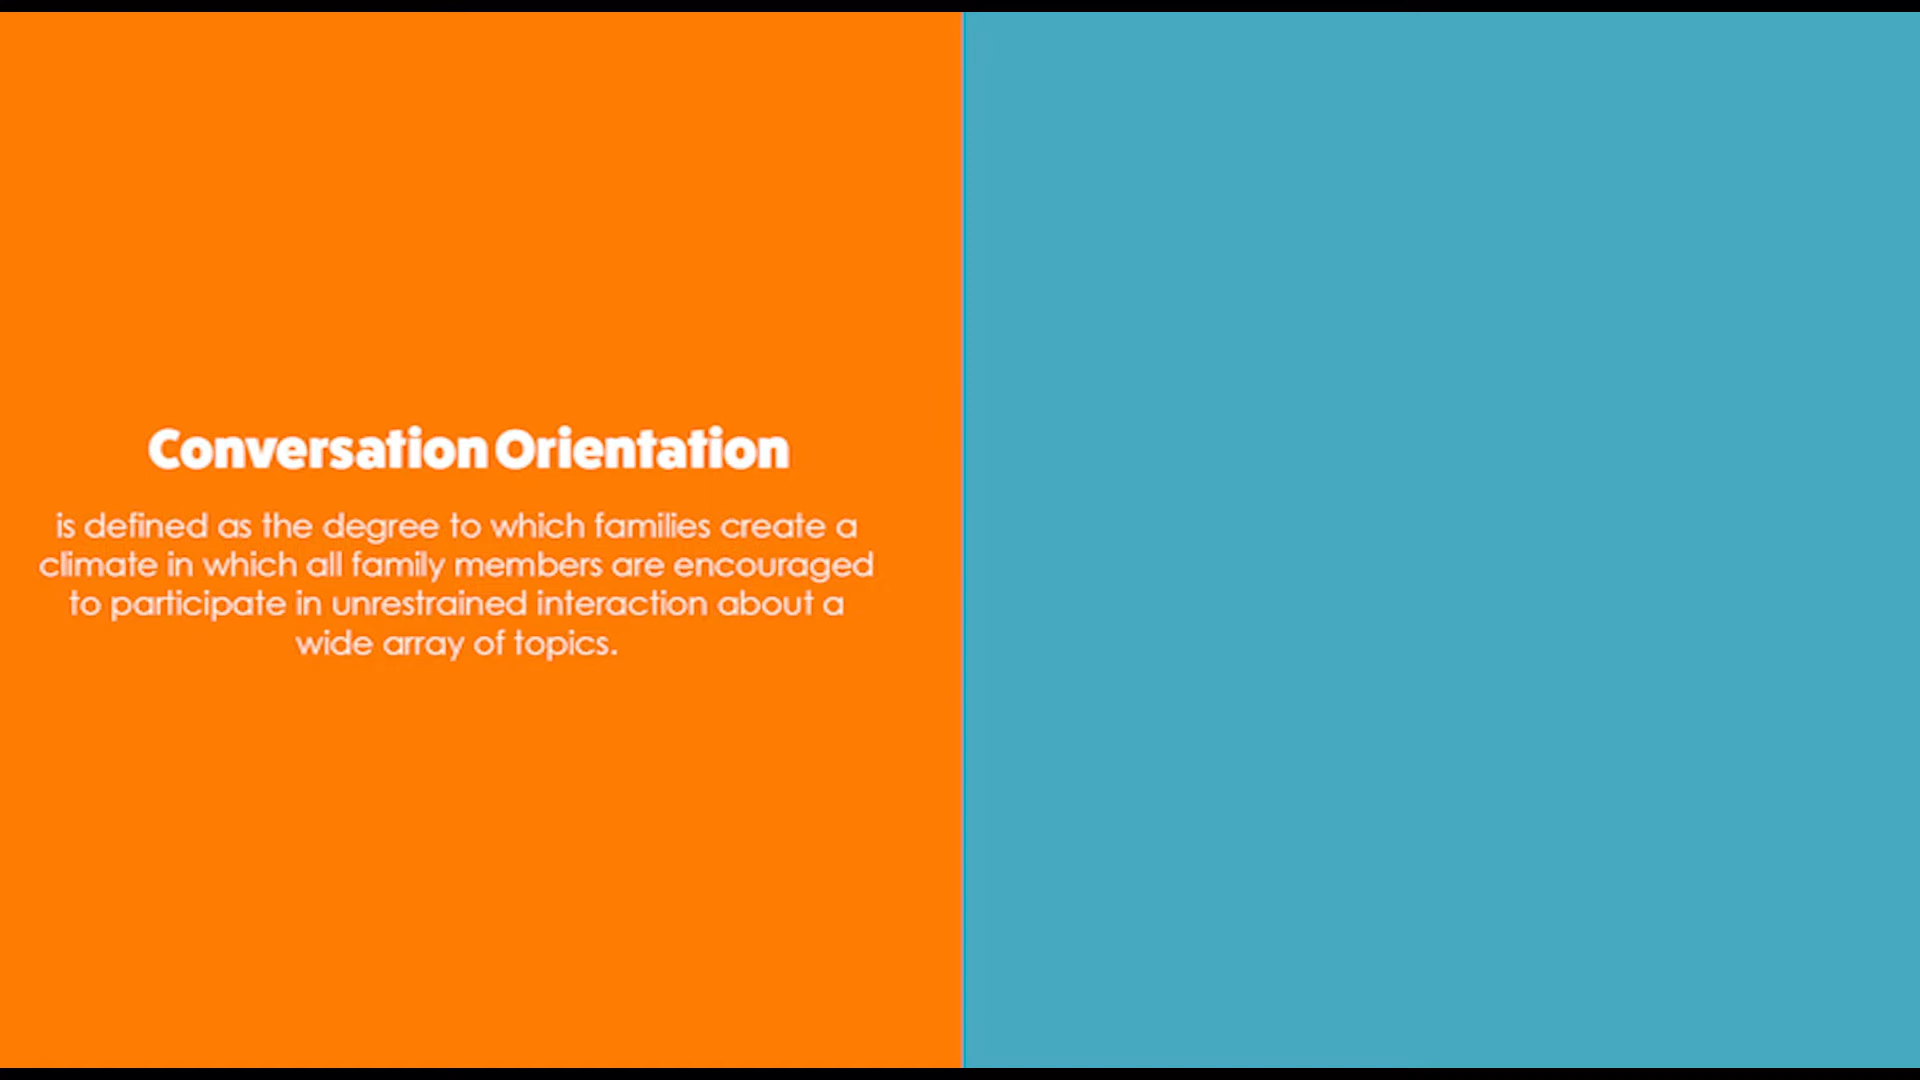 Conversation Orientation
is defined as the degree to which families create a
climate in which all family members are encouraged
to participate in unrestrained interaction about a
wide array of topics.